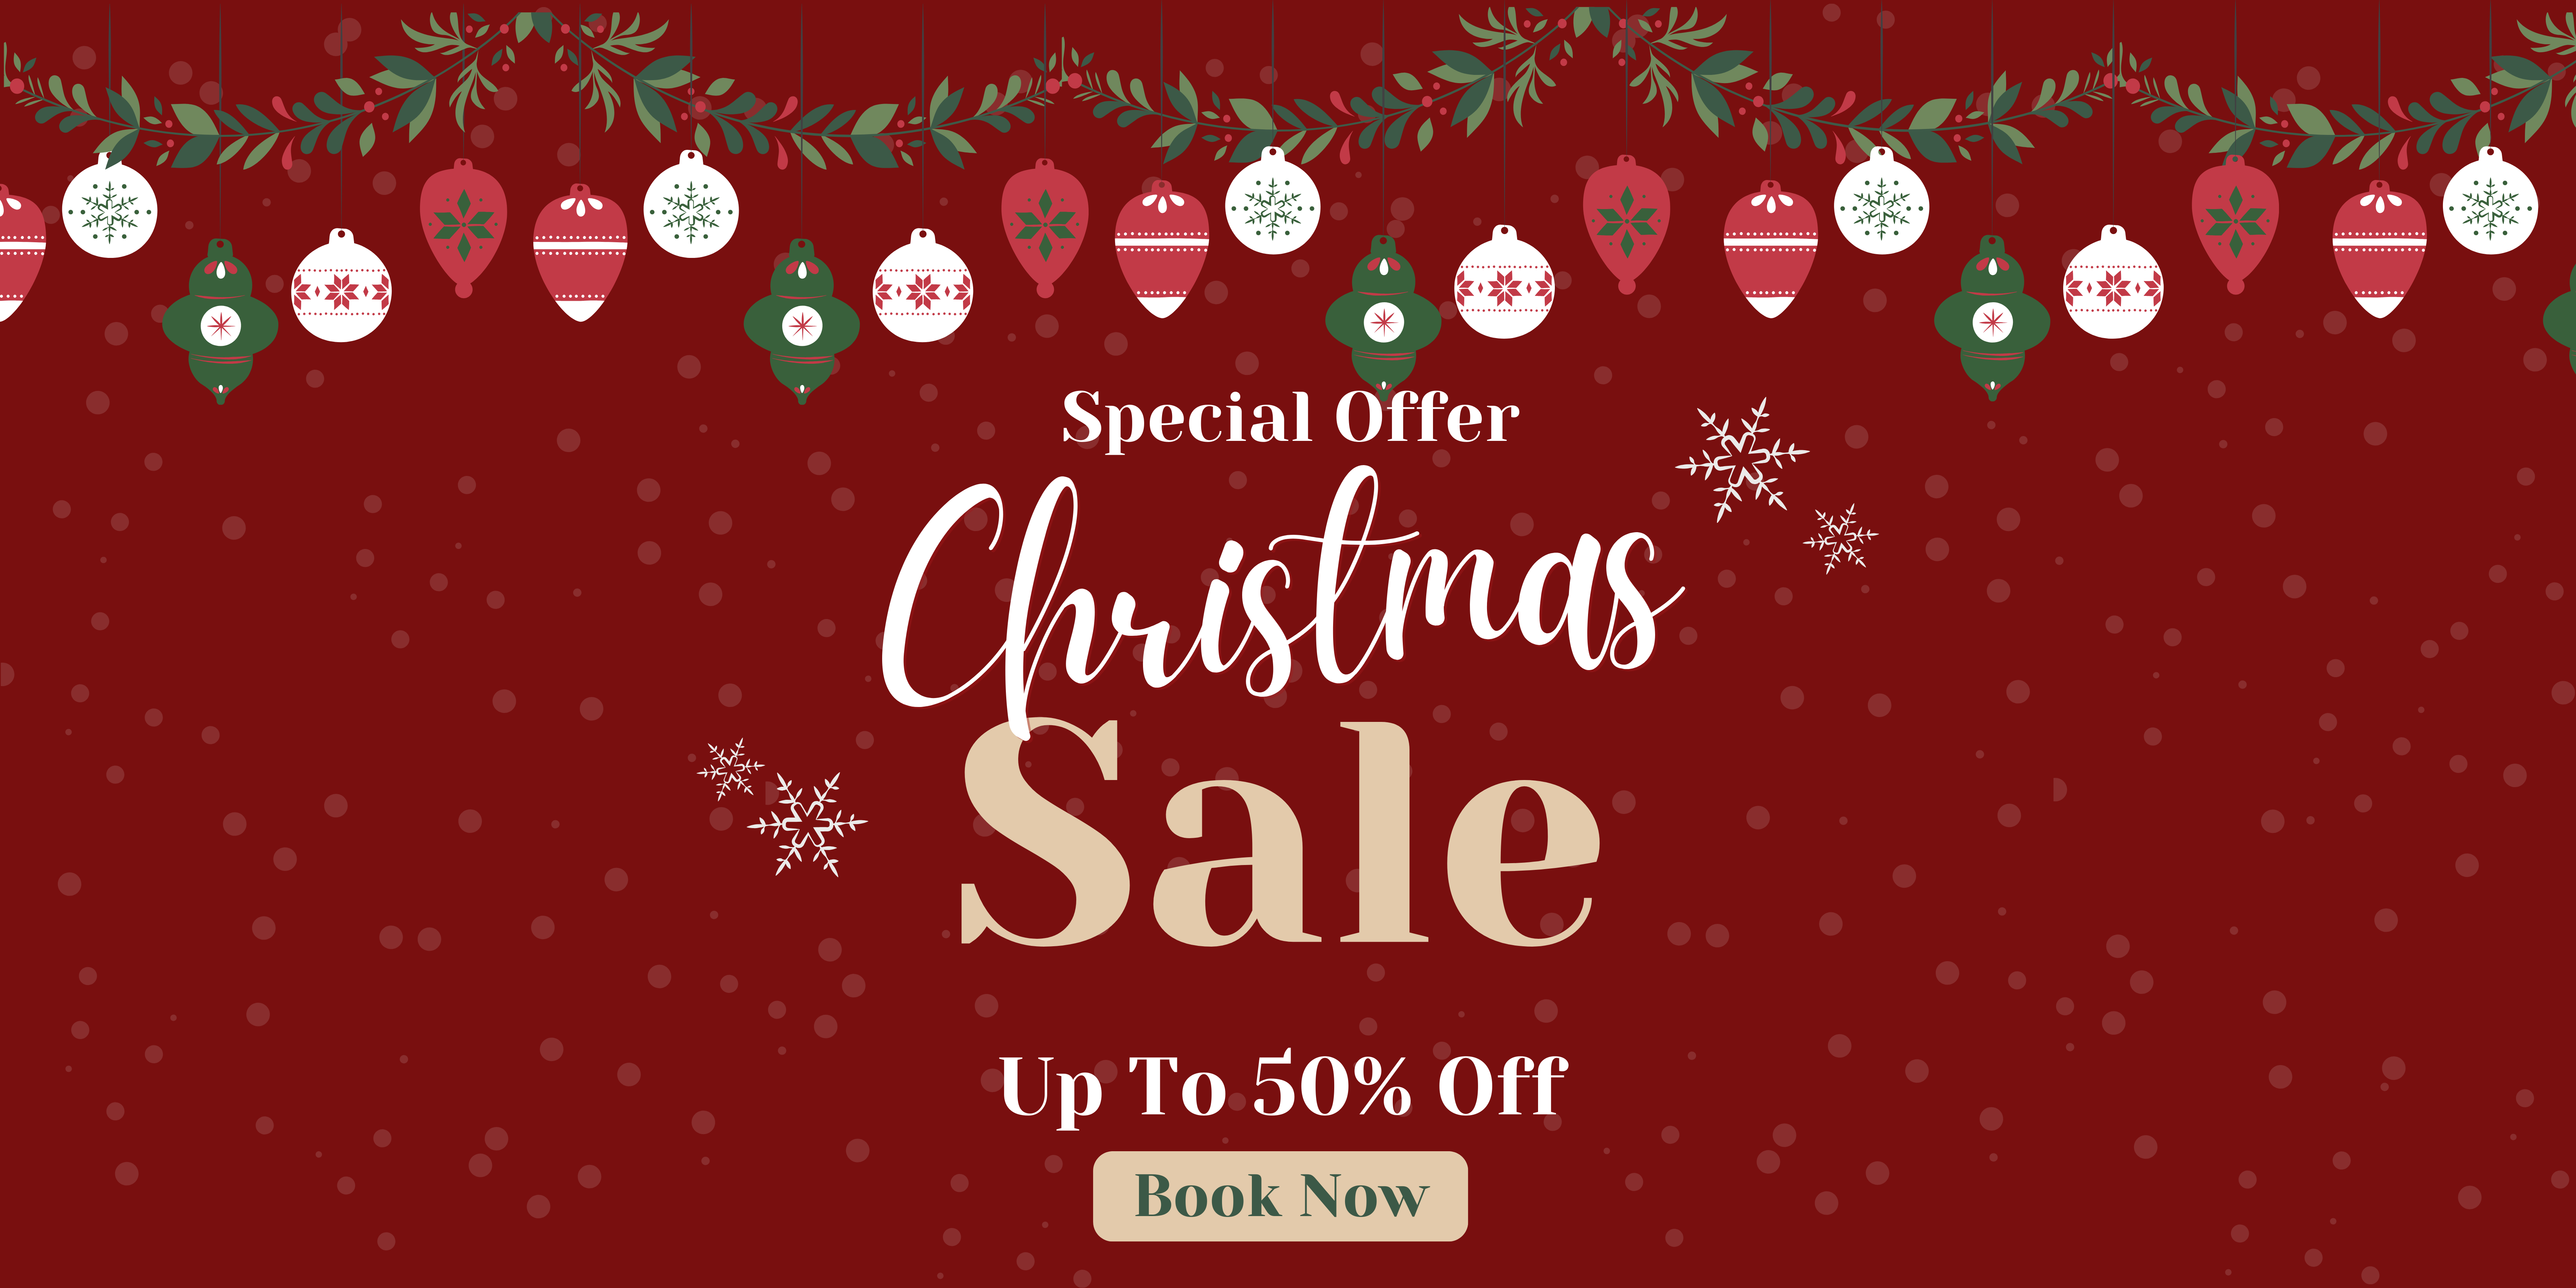 Special Offer
Christmas
Sale
Up To 50% Off
Book Now